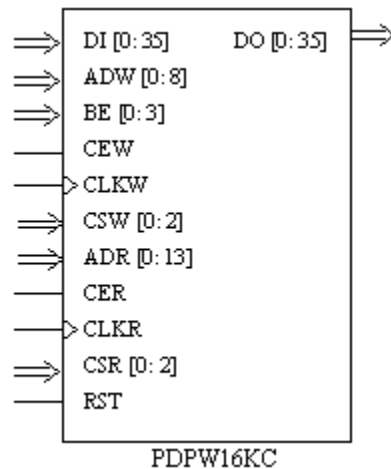 DI [0:35] DO [0:35]
ADW [0:8]
BE [0:3]
CEW
CLKW
CSW [0:2]
ADR [0:13]
CER
CLKR
CSR [0:2]
RST
PDPW16KC